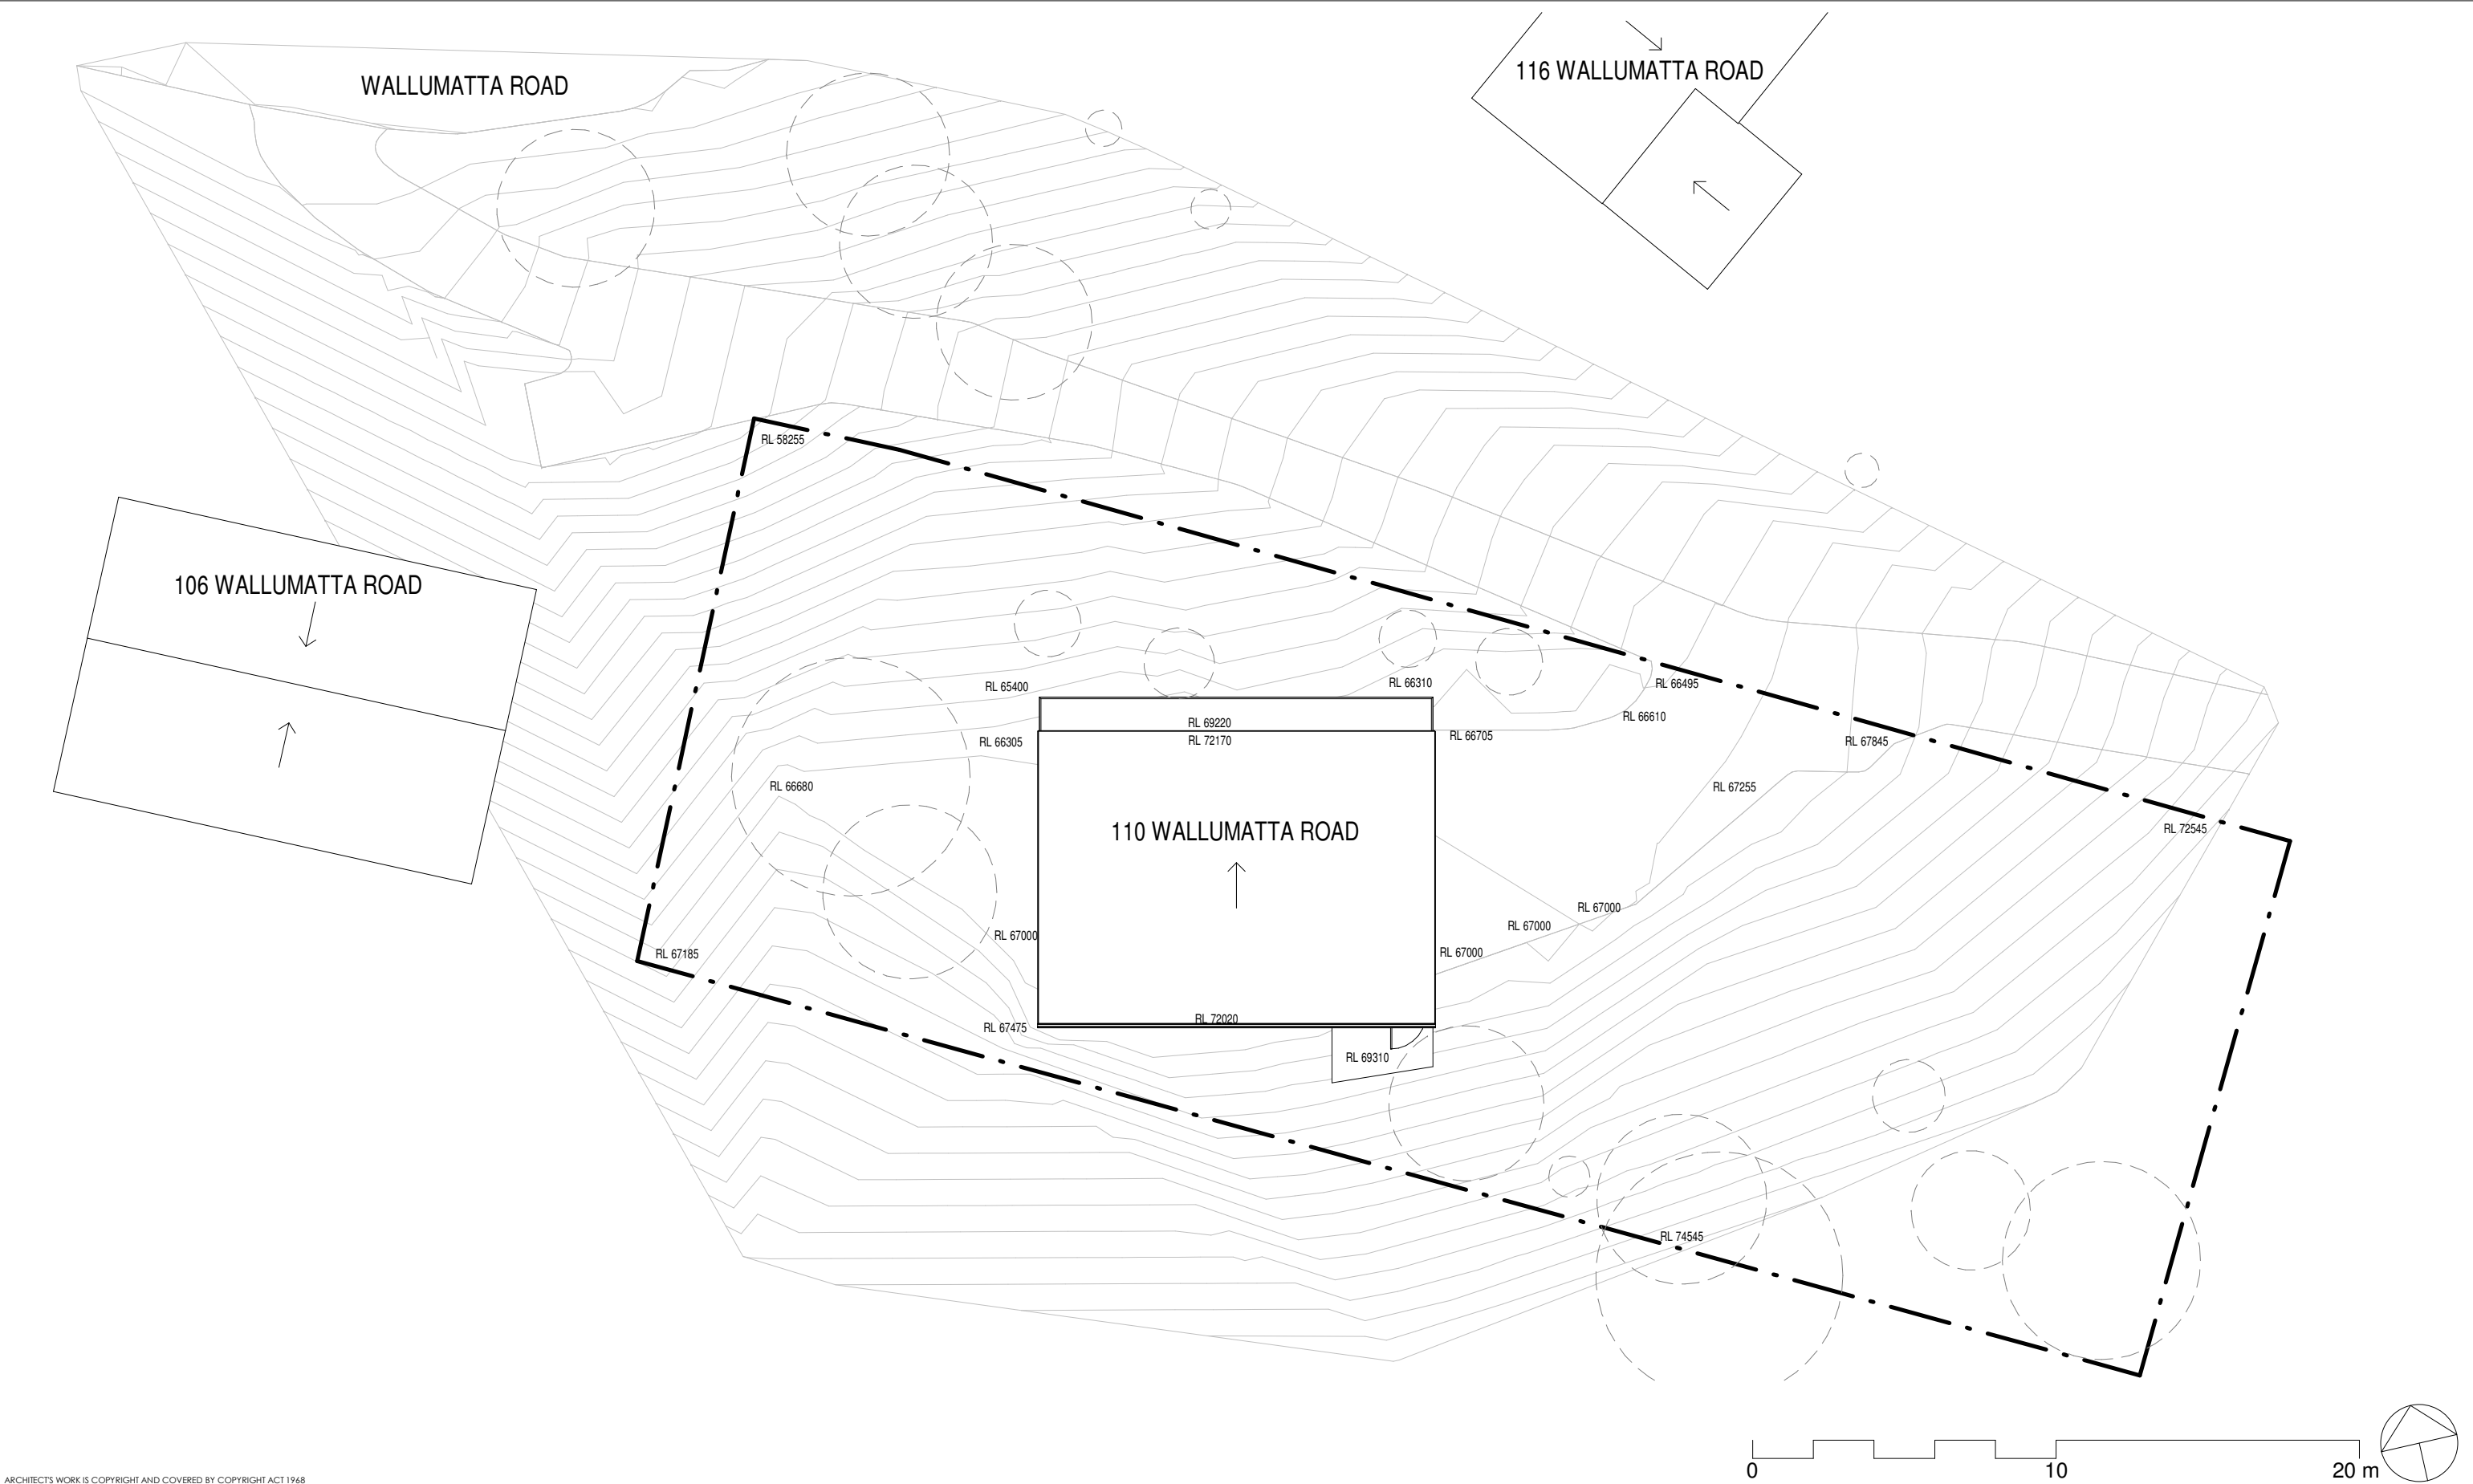 WALLUMATTA ROAD
116 WALLUMATTA ROAD
RL 58255
106 WALLUMATTA ROAD
RL 65400
RL 66310
RL 66495
RL 66610
RL 69220
RL 72170
RL 66705
RL 66305
RL 67845
RL 66680
RL 67255
110 WALLUMATTA ROAD
RL 72545
RL 67000
RL 67000
RL 67000
RL 67000
RL 67185
RL 72020
RL 67475
RL 69310
RL 74545
0
10
20 m
ARCHITECT'S WORK IS COPYRIGHT AND COVERED BY COPYRIGHT ACT 1968